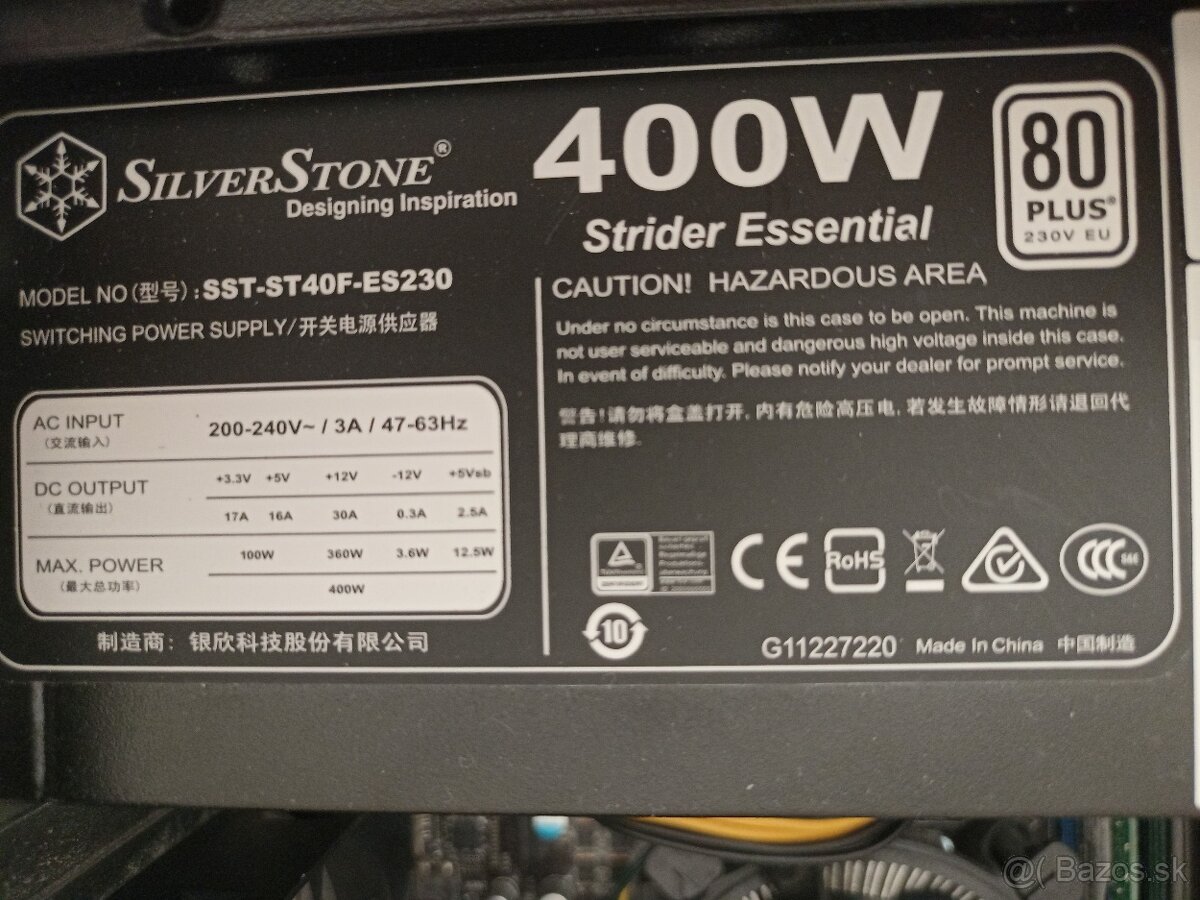 SILVERSTONE®
Designing Inspiration
400W
Strider Essential
80
PLUS®
230V EU
MODEL NO(型号):SST-ST40F-ES230
SWITCHING POWER SUPPLY/开关电源供应器
AC INPUT 200-240V~ / 3A / 47-63Hz
(交流输入)
DC OUTPUT +3.3V +5V +12V -12V +5Vsb
(直流输出) 17A 16A 30A 0.3A 2.5A
MAX. POWER 100W 360W 3.6W 12.5W
(最大总功率) 400W
制造商: 银欣科技股份有限公司
CAUTION! HAZARDOUS AREA
Under no circumstance is this case to be open. This machine is
not user serviceable and dangerous high voltage inside this case.
In event of difficulty. Please notify your dealer for prompt service.
警告!请勿将盒盖打开,内有危险高压电,若发生故障情形请退回代
理商维修.
CE
RoHS
CCC
10
G11227220 Made In China 中国制造
@( Bazos.sk